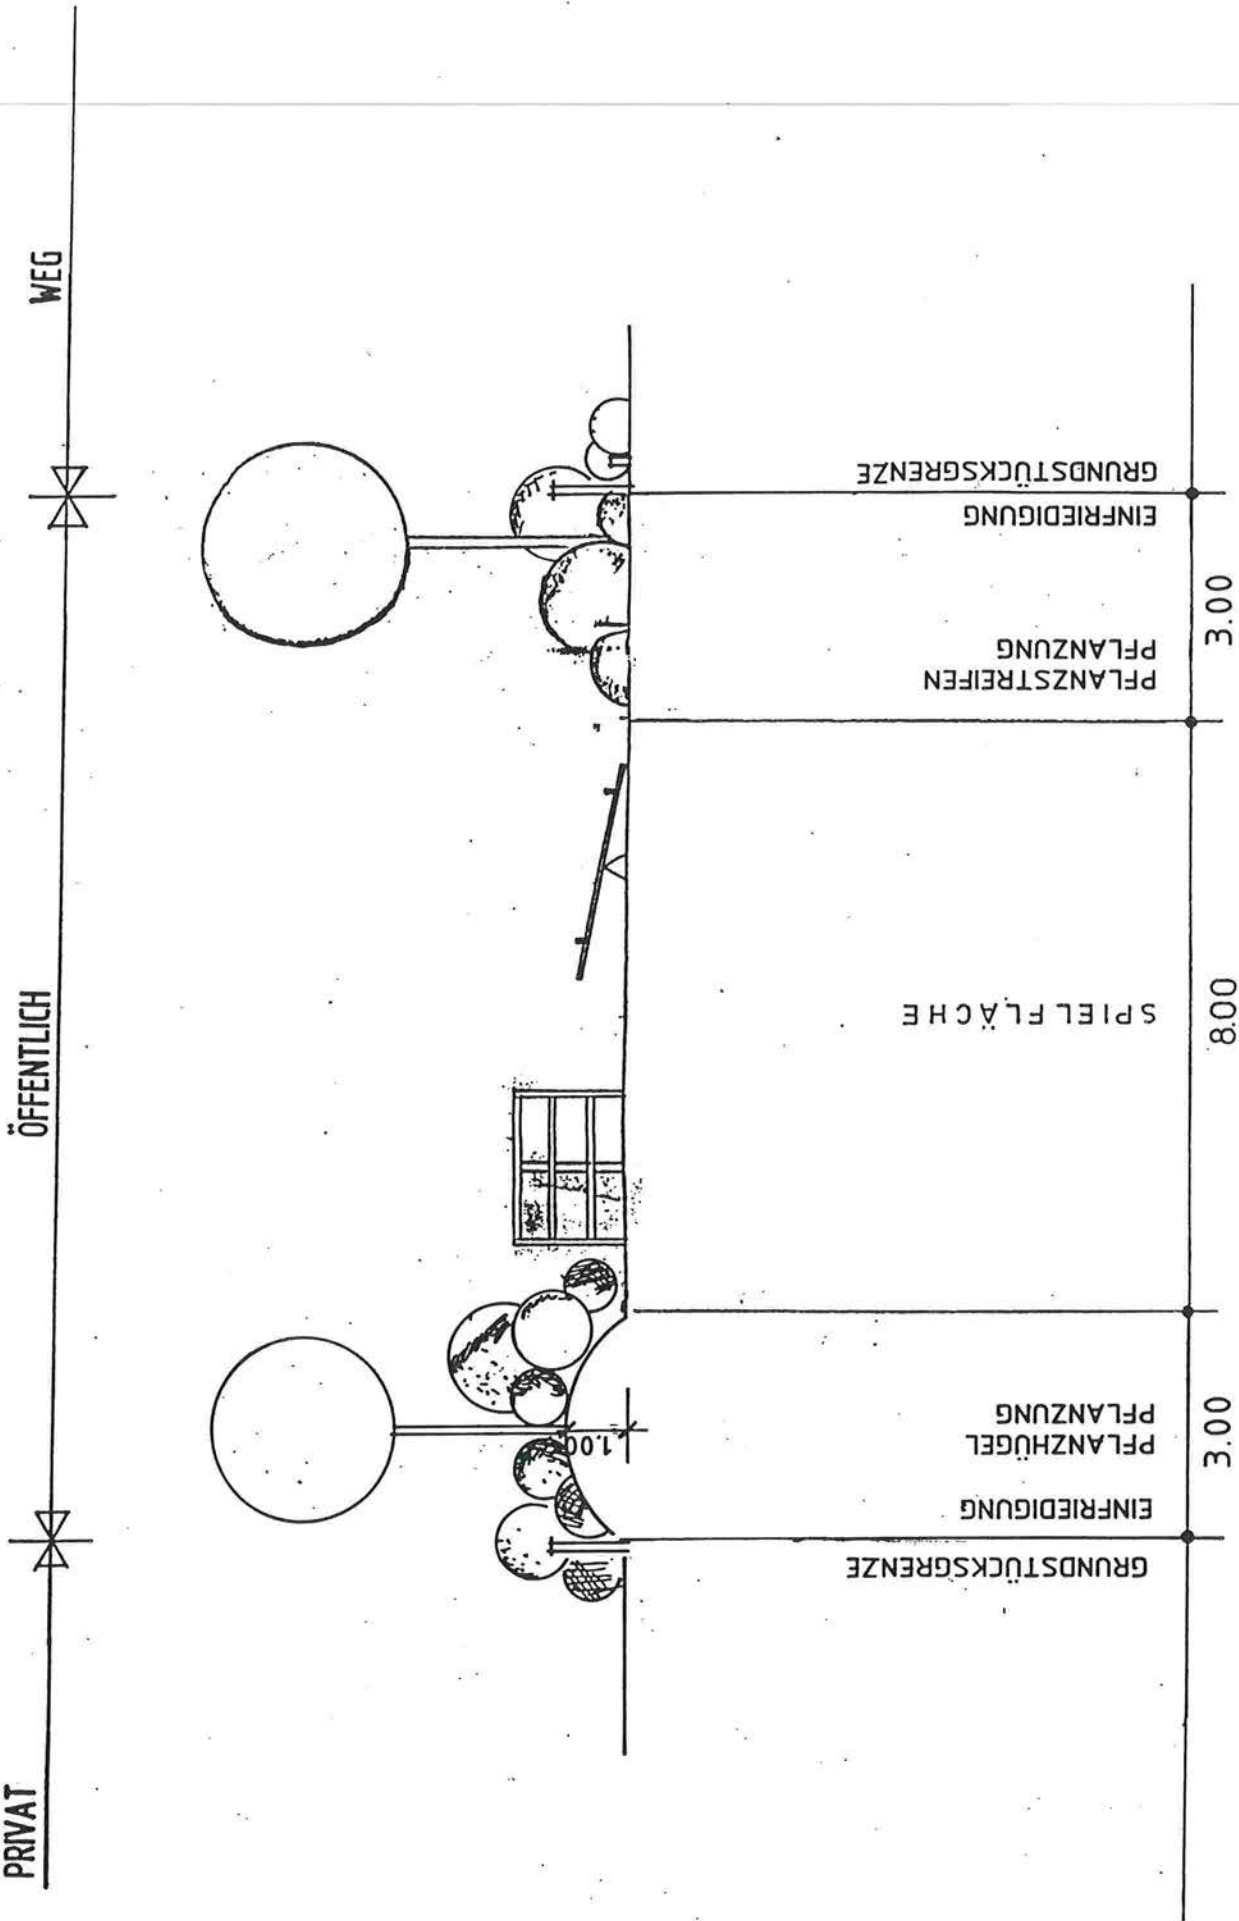 PRIVAT
ÖFFENTLICH
WEG
1.00
GRUNDSTÜCKSGRENZE
EINFRIEDIGUNG
PFLANZHÜGEL
PFLANZUNG
SPIELFLÄCHE
PFLANZSTREIFEN
PFLANZUNG
EINFRIEDIGUNG
GRUNDSTÜCKSGRENZE
3.00
8.00
3.00